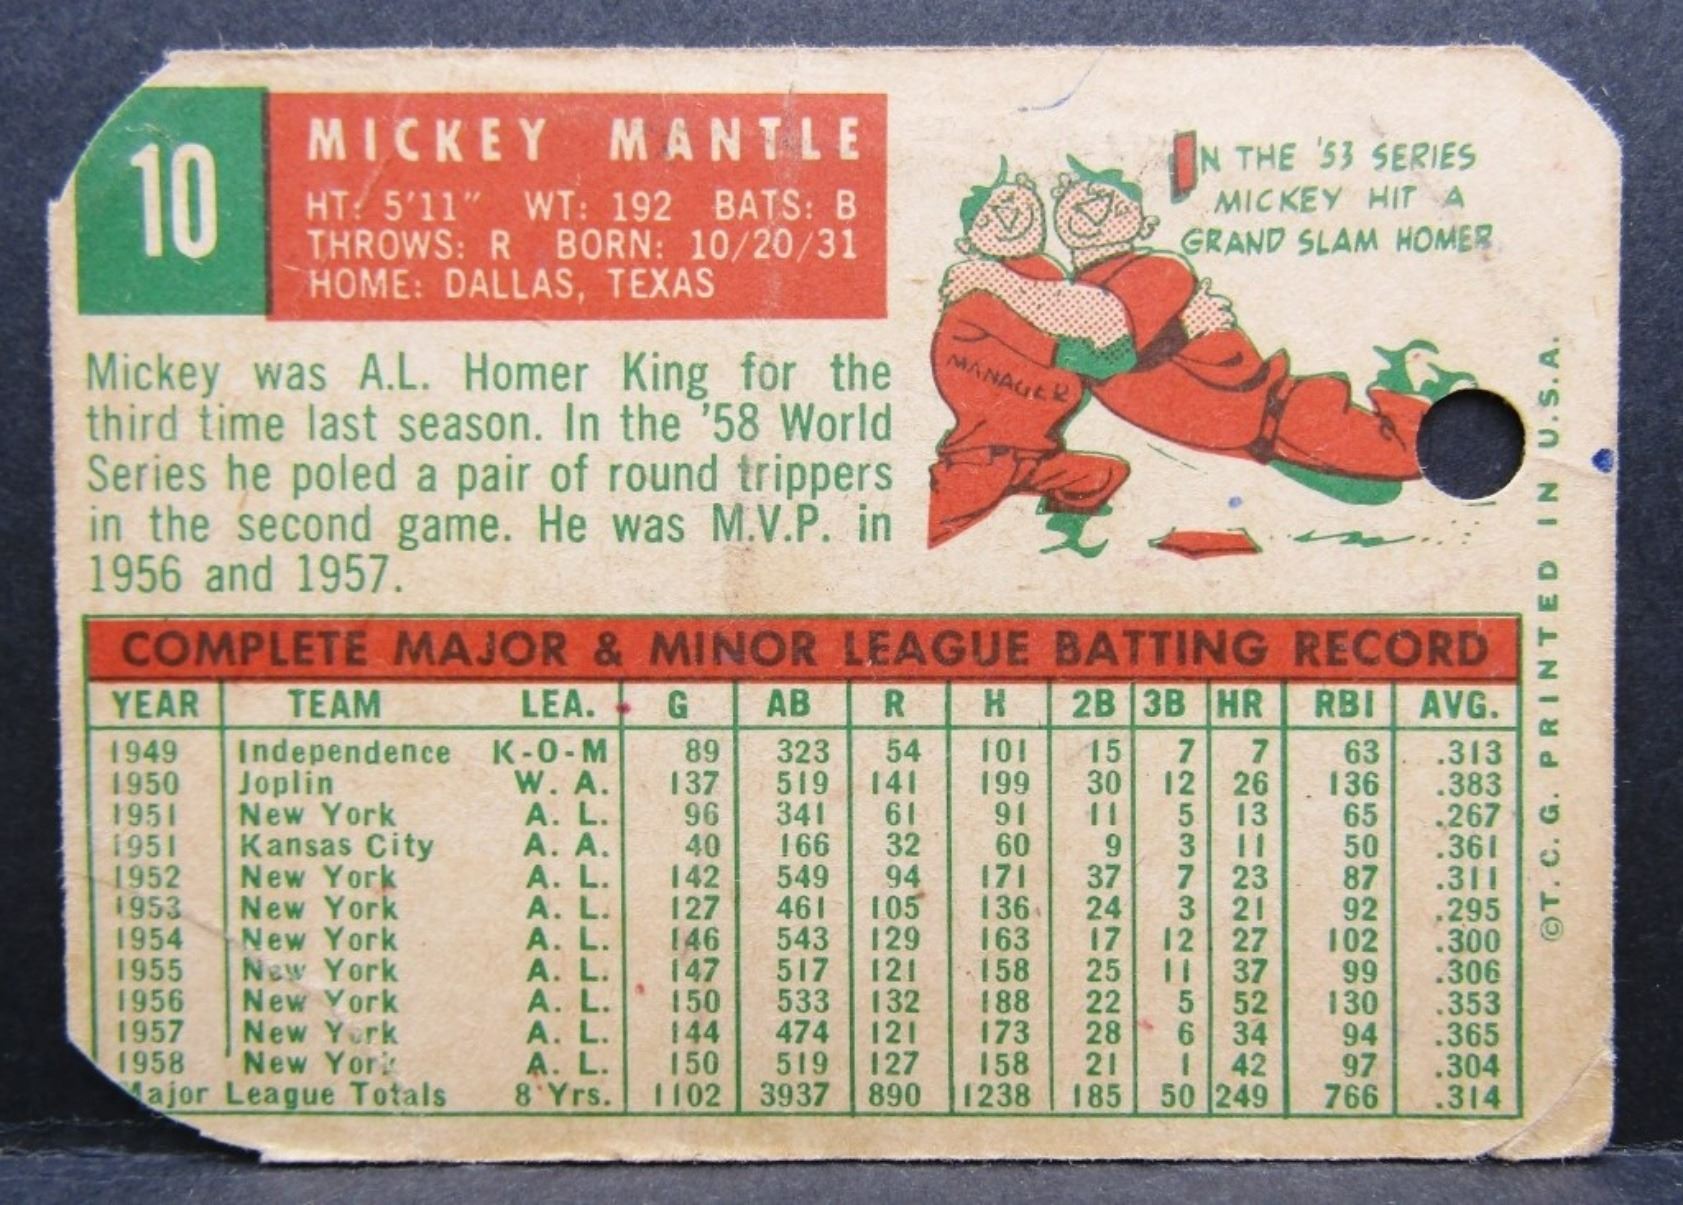 10
MICKEY MANTLE
HT: 5'11" WT: 192 BATS: B
THROWS: R BORN: 10/20/31
HOME: DALLAS, TEXAS
IN THE '53 SERIES
MICKEY HIT A
GRAND SLAM HOMER
MANAGER
Mickey was A.L. Homer King for the
third time last season. In the '58 World
Series he poled a pair of round trippers
in the second game. He was M.V.P. in
1956 and 1957.
COMPLETE MAJOR & MINOR LEAGUE BATTING RECORD
YEAR TEAM LEA. G AB R H 2B 3B HR RBI AVG.
1949 Independence K-O-M 89 323 54 101 15 7 7 63 .313
1950 Joplin W. A. 137 519 141 199 30 12 26 136 .383
1951 New York A. L. 96 341 61 91 11 5 13 65 .267
1951 Kansas City A. A. 40 166 32 60 9 3 11 50 .361
1952 New York A. L. 142 549 94 171 37 7 23 87 .311
1953 New York A. L. 127 461 105 136 24 3 21 92 .295
1954 New York A. L. 146 543 129 163 17 12 27 102 .300
1955 New York A. L. 147 517 121 158 25 11 37 99 .306
1956 New York A. L. 150 533 132 188 22 5 52 130 .353
1957 New York A. L. 144 474 121 173 28 6 34 94 .365
1958 New York A. L. 150 519 127 158 21 1 42 97 .304
Major League Totals 8 Yrs. 1102 3937 890 1238 185 50 249 766 .314
©T.C.G. PRINTED IN U.S.A.